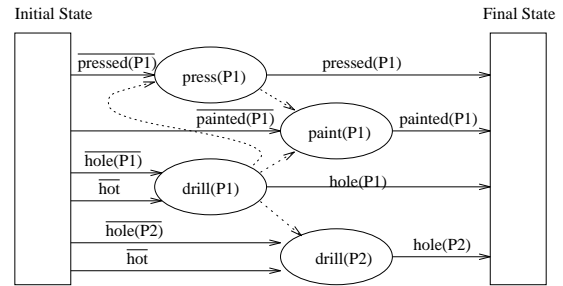 Initial State
Final State
pressed(P1)
press(P1)
pressed(P1)
painted(P1)
paint(P1)
painted(P1)
hole(P1)
hot
drill(P1)
hole(P1)
hole(P2)
hot
drill(P2)
hole(P2)